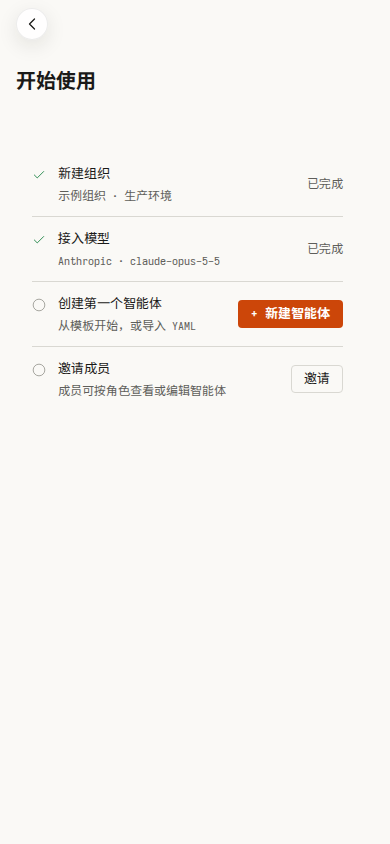 开始使用
新建组织
示例组织 · 生产环境
已完成
接入模型
Anthropic · claude-opus-5-5
已完成
创建第一个智能体
从模板开始，或导入 YAML
+ 新建智能体
邀请成员
成员可按角色查看或编辑智能体
邀请